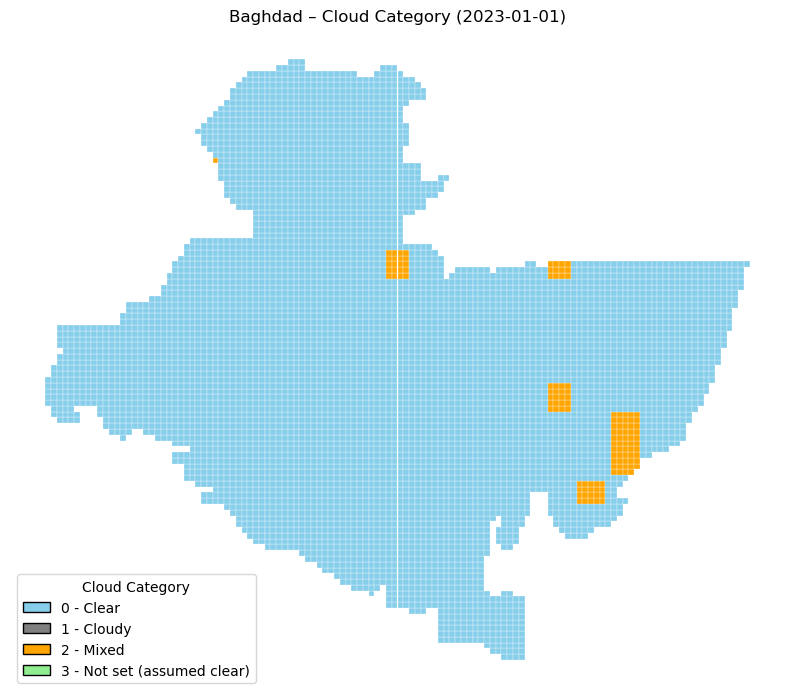 Baghdad – Cloud Category (2023-01-01)
Cloud Category
0 - Clear
1 - Cloudy
2 - Mixed
3 - Not set (assumed clear)